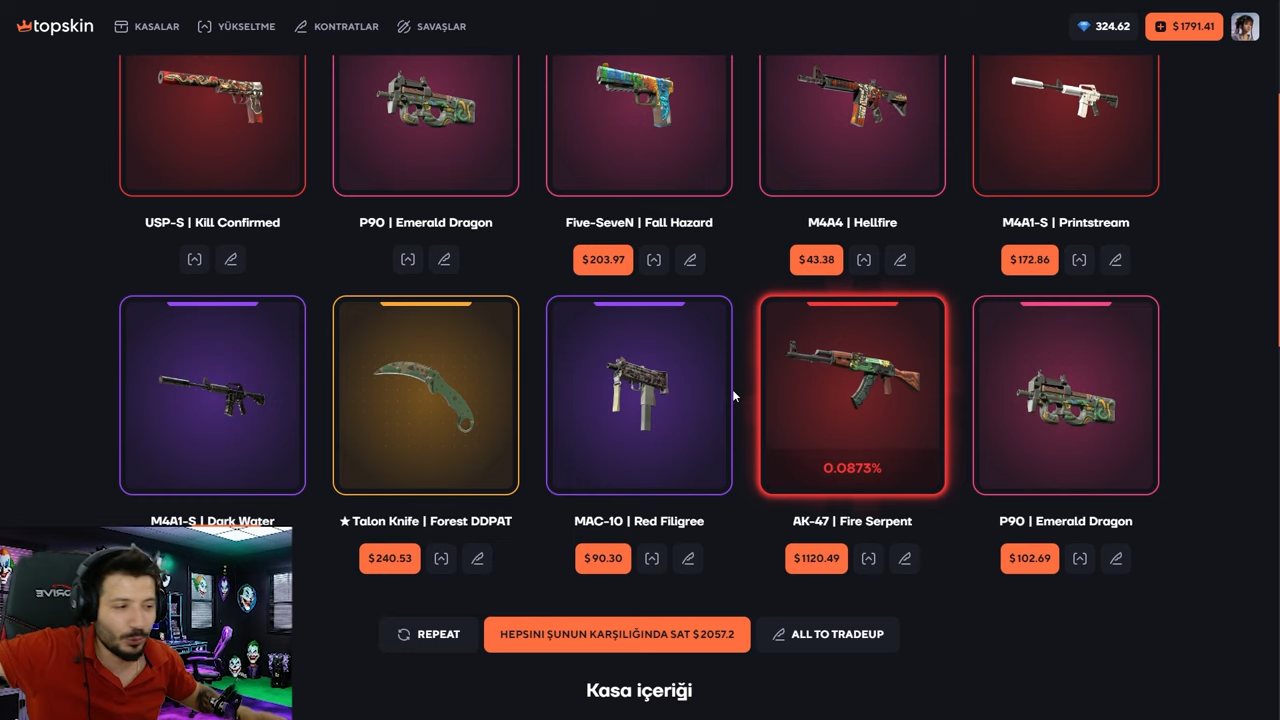 topskin KASALAR YÜKSELTME KONTRATLAR SAVAŞLAR 324.62 $1791.41
USP-S | Kill Confirmed P90 | Emerald Dragon Five-SeveN | Fall Hazard M4A4 | Hellfire M4A1-S | Printstream
$203.97 $43.38 $172.86
0.0873%
M4A1-S | Dark Water ★ Talon Knife | Forest DDPAT MAC-10 | Red Filigree AK-47 | Fire Serpent P90 | Emerald Dragon
$240.53 $90.30 $1120.49 $102.69
REPEAT HEPSINI ŞUNUN KARŞILIĞINDA SAT $2057.2 ALL TO TRADEUP
Kasa içeriği